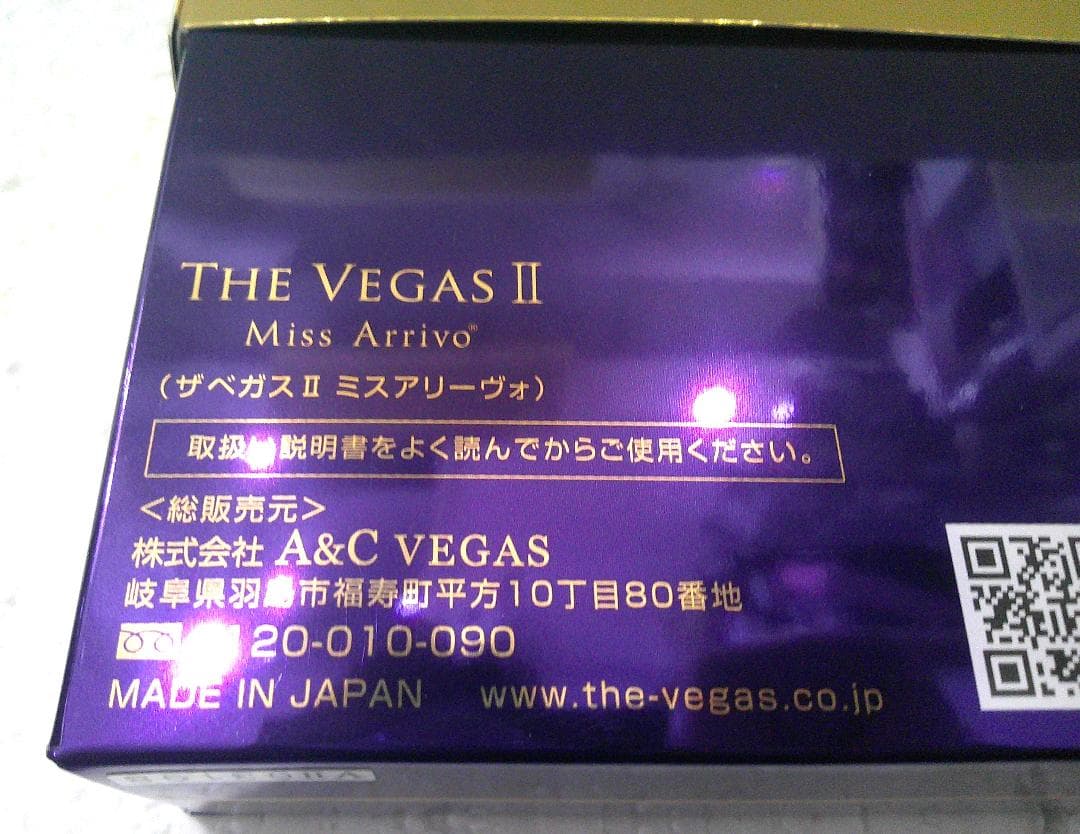 THE VEGAS II
Miss Arrivo®
(ザベガスII ミスアリーヴォ)
取扱 説明書をよく読んでからご使用ください。
<総販売元>
株式会社 A&C VEGAS
岐阜県羽島市福寿町平方10丁目80番地
20-010-090
MADE IN JAPAN www.the-vegas.co.jp